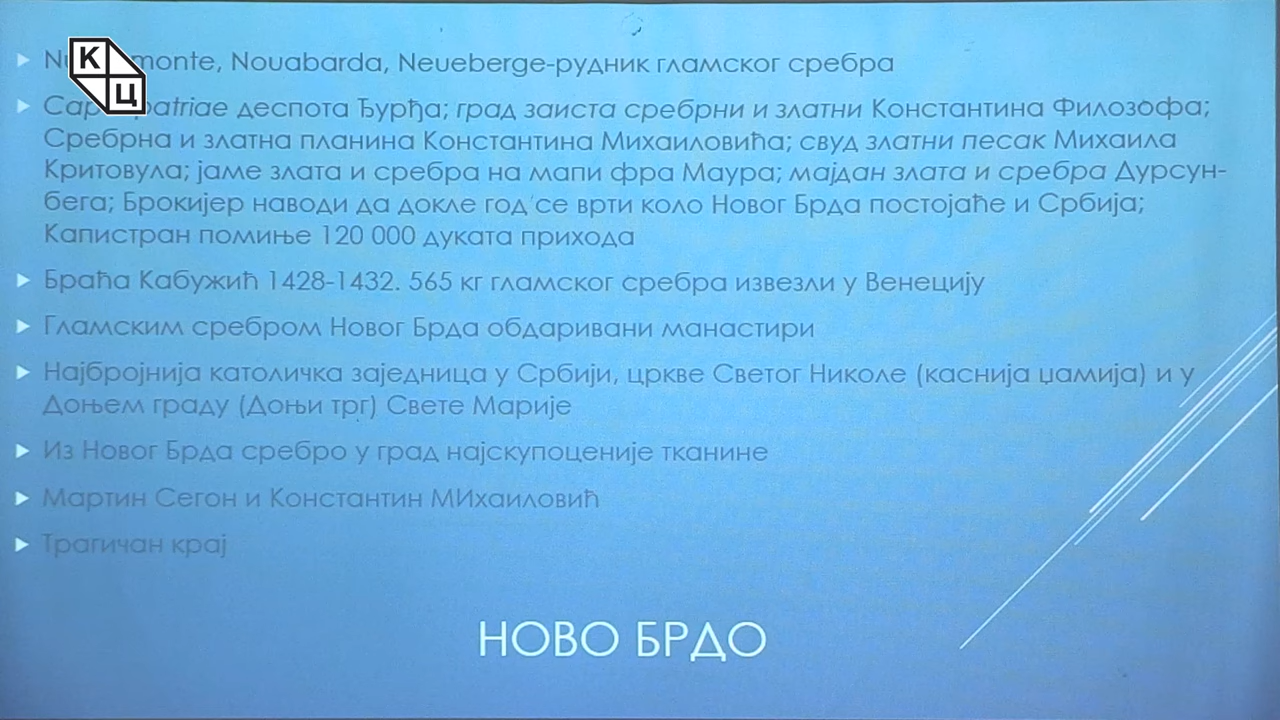 КЦ
monte, Nouabarda, Neueberge-рудник гламског сребра
patriae деспота Ђурђа; град заиста сребрни и златни Константина Филозофа;
Сребрна и златна планина Константина Михаиловића; свуд златни песак Михаила
Критовула; јаме злата и сребра на мапи фра Маура; мајдан злата и сребра Дурсун-
бега; Брокијер наводи да докле год се врти коло Новог Брда постојаће и Србија;
Капистран помиње 120 000 дуката прихода
Браћа Кабужић 1428-1432. 565 кг гламског сребра извезли у Венецију
Гламским сребром Новог Брда обдаривани манастири
Најбројнија католичка заједница у Србији, цркве Светог Николе (каснија џамија) и у
Доњем граду (Доњи трг) Свете Марије
Из Новог Брда сребро у град најскупоценије тканине
Мартин Сегон и Константин МИхаиловић
Трагичан крај
НОВО БРДО